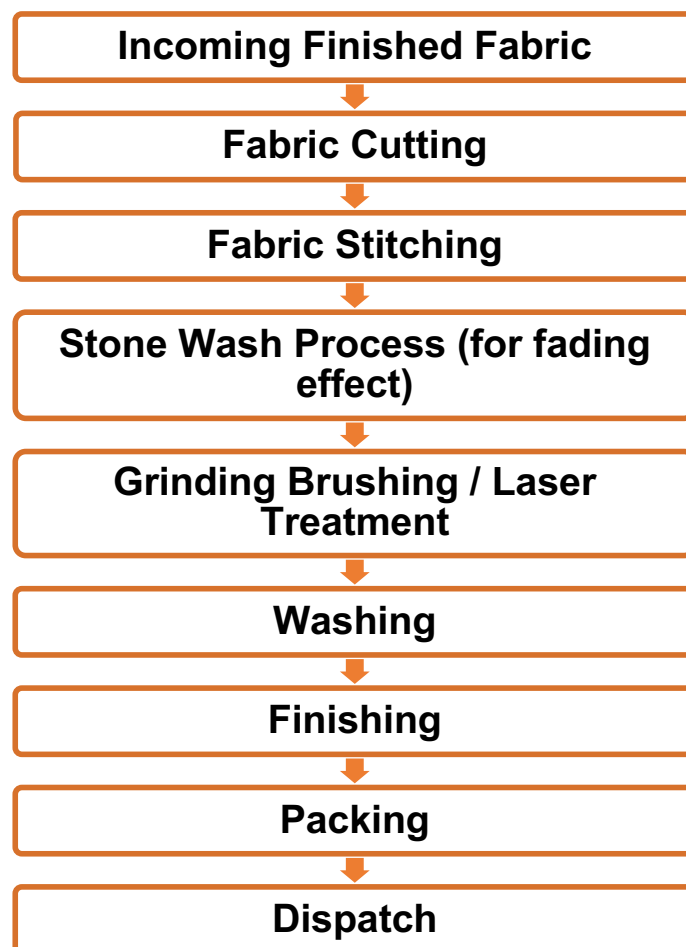 Incoming Finished Fabric
Fabric Cutting
Fabric Stitching
Stone Wash Process (for fading
effect)
Grinding Brushing / Laser
Treatment
Washing
Finishing
Packing
Dispatch